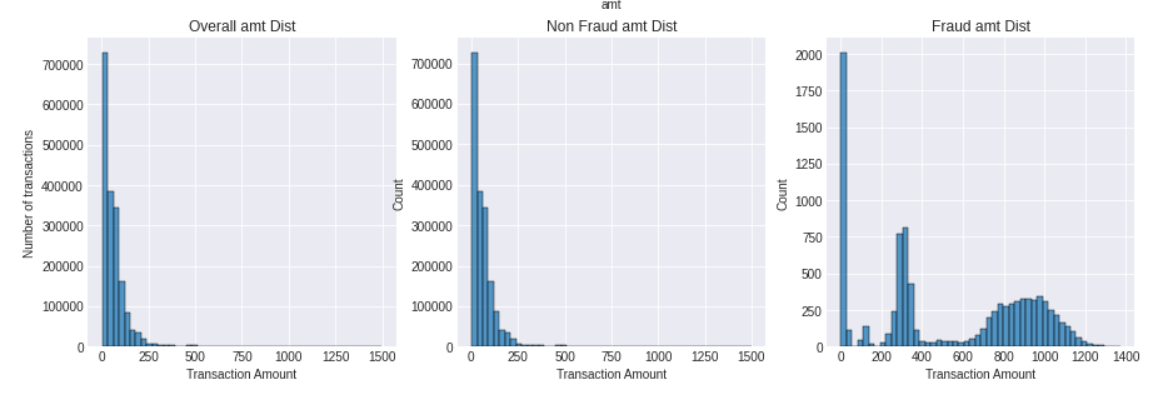 amt
Overall amt Dist
Number of transactions
700000
600000
500000
400000
300000
200000
100000
0
0 250 500 750 1000 1250 1500
Transaction Amount
Non Fraud amt Dist
Count
700000
600000
500000
400000
300000
200000
100000
0
0 250 500 750 1000 1250 1500
Transaction Amount
Fraud amt Dist
Count
2000
1750
1500
1250
1000
750
500
250
0
0 200 400 600 800 1000 1200 1400
Transaction Amount